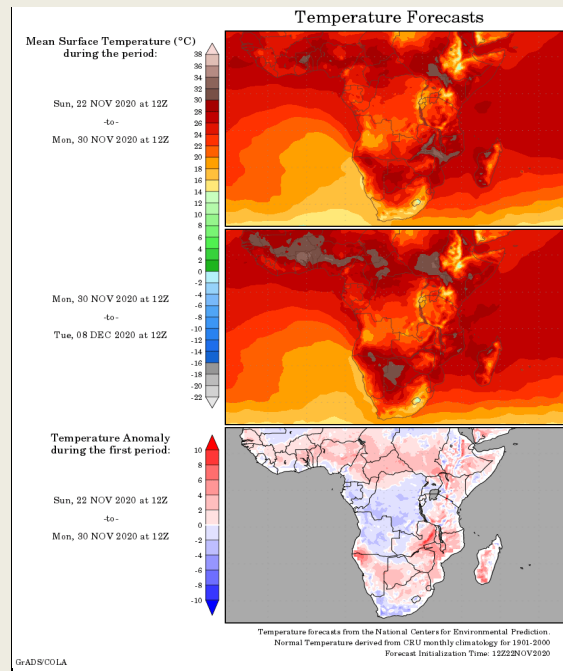 Temperature Forecasts
Mean Surface Temperature (°C)
during the period:
Sun, 22 NOV 2020 at 12Z
-to-
Mon, 30 NOV 2020 at 12Z
38
36
34
32
30
28
26
24
22
20
18
16
14
12
10
8
6
4
2
0
-2
-4
-6
-8
-10
-12
-14
-16
-18
-20
-22
Mon, 30 NOV 2020 at 12Z
-to-
Tue, 08 DEC 2020 at 12Z
Temperature Anomaly
during the first period:
Sun, 22 NOV 2020 at 12Z
-to-
Mon, 30 NOV 2020 at 12Z
10
8
6
4
2
0
-2
-4
-6
-8
-10
Temperature forecasts from the National Centers for Environmental Prediction.
Normal Temperature derived from CRU monthly climatology for 1901-2000
Forecast Initialization Time: 12Z22NOV2020
GrADS/COLA